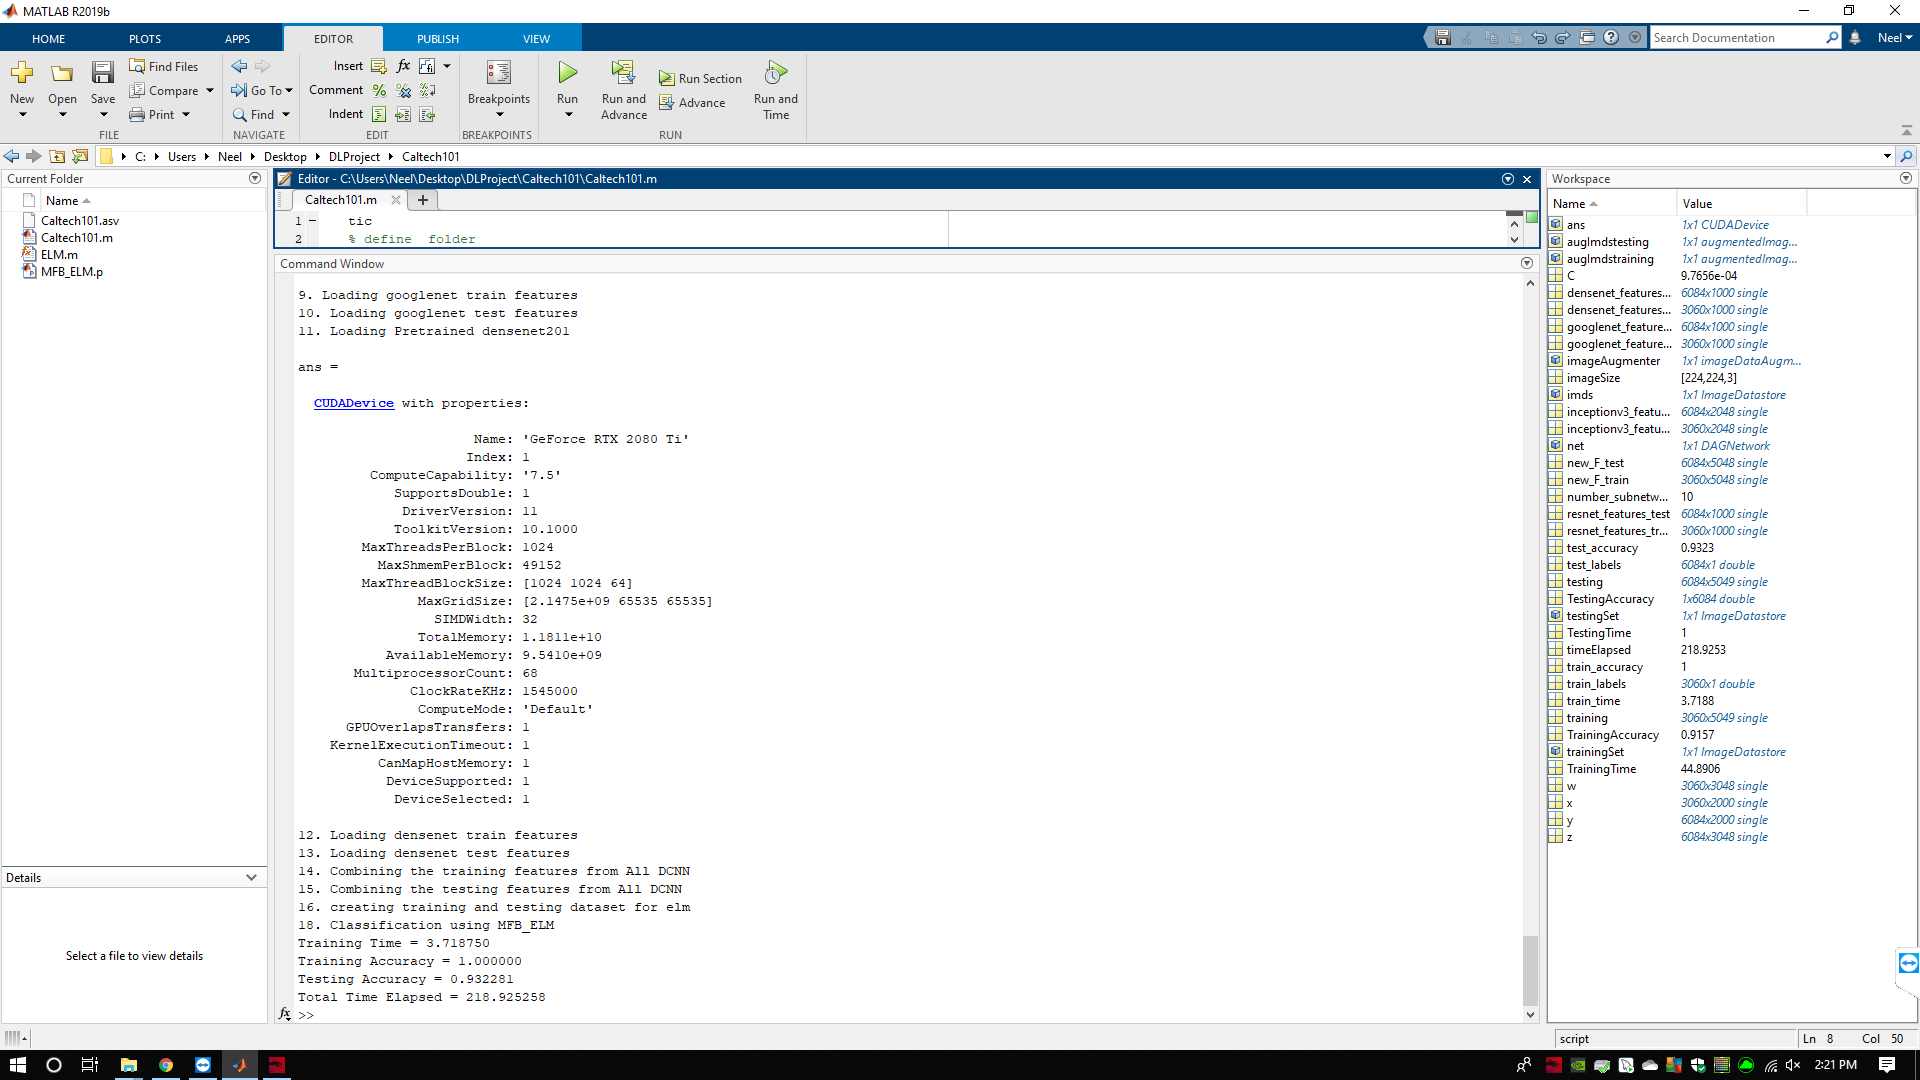 MATLAB R2019b
HOME PLOTS APPS EDITOR PUBLISH VIEW
Search Documentation
Neel
New
Open
Save
Find Files
Compare
Print
FILE
Go To
Find
NAVIGATE
Insert
Comment
Indent
EDIT
Breakpoints
BREAKPOINTS
Run
Run and Advance
Run Section
Advance
Run and Time
RUN
C: Users Neel Desktop DLProject Caltech101
Current Folder
Name
Caltech101.asv
Caltech101.m
ELM.m
MFB_ELM.p
Details
Select a file to view details
Editor - C:\Users\Neel\Desktop\DLProject\Caltech101\Caltech101.m
Caltech101.m
1 tic
2 % define folder
Command Window
9. Loading googlenet train features
10. Loading googlenet test features
11. Loading Pretrained densenet201
ans =
CUDADevice with properties:
Name: 'GeForce RTX 2080 Ti'
Index: 1
ComputeCapability: '7.5'
SupportsDouble: 1
DriverVersion: 11
ToolkitVersion: 10.1000
MaxThreadsPerBlock: 1024
MaxShmemPerBlock: 49152
MaxThreadBlockSize: [1024 1024 64]
MaxGridSize: [2.1475e+09 65535 65535]
SIMDWidth: 32
TotalMemory: 1.1811e+10
AvailableMemory: 9.5410e+09
MultiprocessorCount: 68
ClockRateKHz: 1545000
ComputeMode: 'Default'
GPUOverlapsTransfers: 1
KernelExecutionTimeout: 1
CanMapHostMemory: 1
DeviceSupported: 1
DeviceSelected: 1
12. Loading densenet train features
13. Loading densenet test features
14. Combining the training features from All DCNN
15. Combining the testing features from All DCNN
16. creating training and testing dataset for elm
18. Classification using MFB_ELM
Training Time = 3.718750
Training Accuracy = 1.000000
Testing Accuracy = 0.932281
Total Time Elapsed = 218.925258
fx >>
Workspace
Name Value
ans 1x1 CUDADevice
augImdstesting 1x1 augmentedImag...
augImdstraining 1x1 augmentedImag...
C 9.7656e-04
densenet_features... 6084x1000 single
densenet_features... 3060x1000 single
googlenet_feature... 6084x1000 single
googlenet_feature... 3060x1000 single
imageAugmenter 1x1 imageDataAugm...
imageSize [224,224,3]
imds 1x1 ImageDatastore
inceptionv3_featu... 6084x2048 single
inceptionv3_featu... 3060x2048 single
net 1x1 DAGNetwork
new_F_test 6084x5048 single
new_F_train 3060x5048 single
number_subnetw... 10
resnet_features_test 6084x1000 single
resnet_features_tr... 3060x1000 single
test_accuracy 0.9323
test_labels 6084x1 double
testing 6084x5049 single
TestingAccuracy 1x6084 double
testingSet 1x1 ImageDatastore
TestingTime 1
timeElapsed 218.9253
train_accuracy 1
train_labels 3060x1 double
train_time 3.7188
training 3060x5049 single
TrainingAccuracy 0.9157
trainingSet 1x1 ImageDatastore
TrainingTime 44.8906
w 3060x3048 single
x 3060x2000 single
y 6084x2000 single
z 6084x3048 single
script
Ln 8 Col 50
2:21 PM